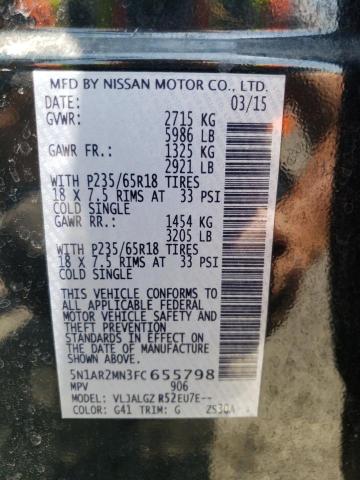 MFD BY NISSAN MOTOR CO., LTD.
DATE: 03/15
GVWR: 2715 KG
5986 LB
GAWR FR.: 1325 KG
2921 LB
WITH P235/65R18 TIRES
18 X 7.5 RIMS AT 33 PSI
COLD SINGLE
GAWR RR.: 1454 KG
3205 LB
WITH P235/65R18 TIRES
18 X 7.5 RIMS AT 33 PSI
COLD SINGLE
THIS VEHICLE CONFORMS TO
ALL APPLICABLE FEDERAL
MOTOR VEHICLE SAFETY AND
THEFT PREVENTION
STANDARDS IN EFFECT ON THE
DATE OF MANUFACTURE
SHOWN ABOVE.
5N1AR2MN3FC655798
MPV 906
MODEL: VLJALGZ R52EU7E--
COLOR: G41 TRIM: G ZS30A